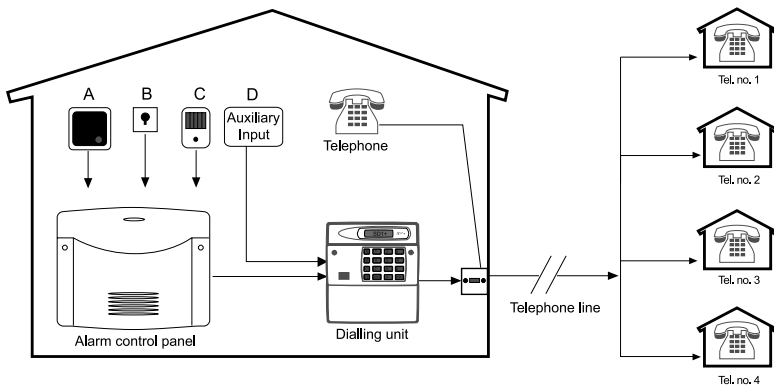 A
B
C
D
Auxiliary
Input
Telephone
Alarm control panel
Dialling unit
Telephone line
Tel. no. 1
Tel. no. 2
Tel. no. 3
Tel. no. 4